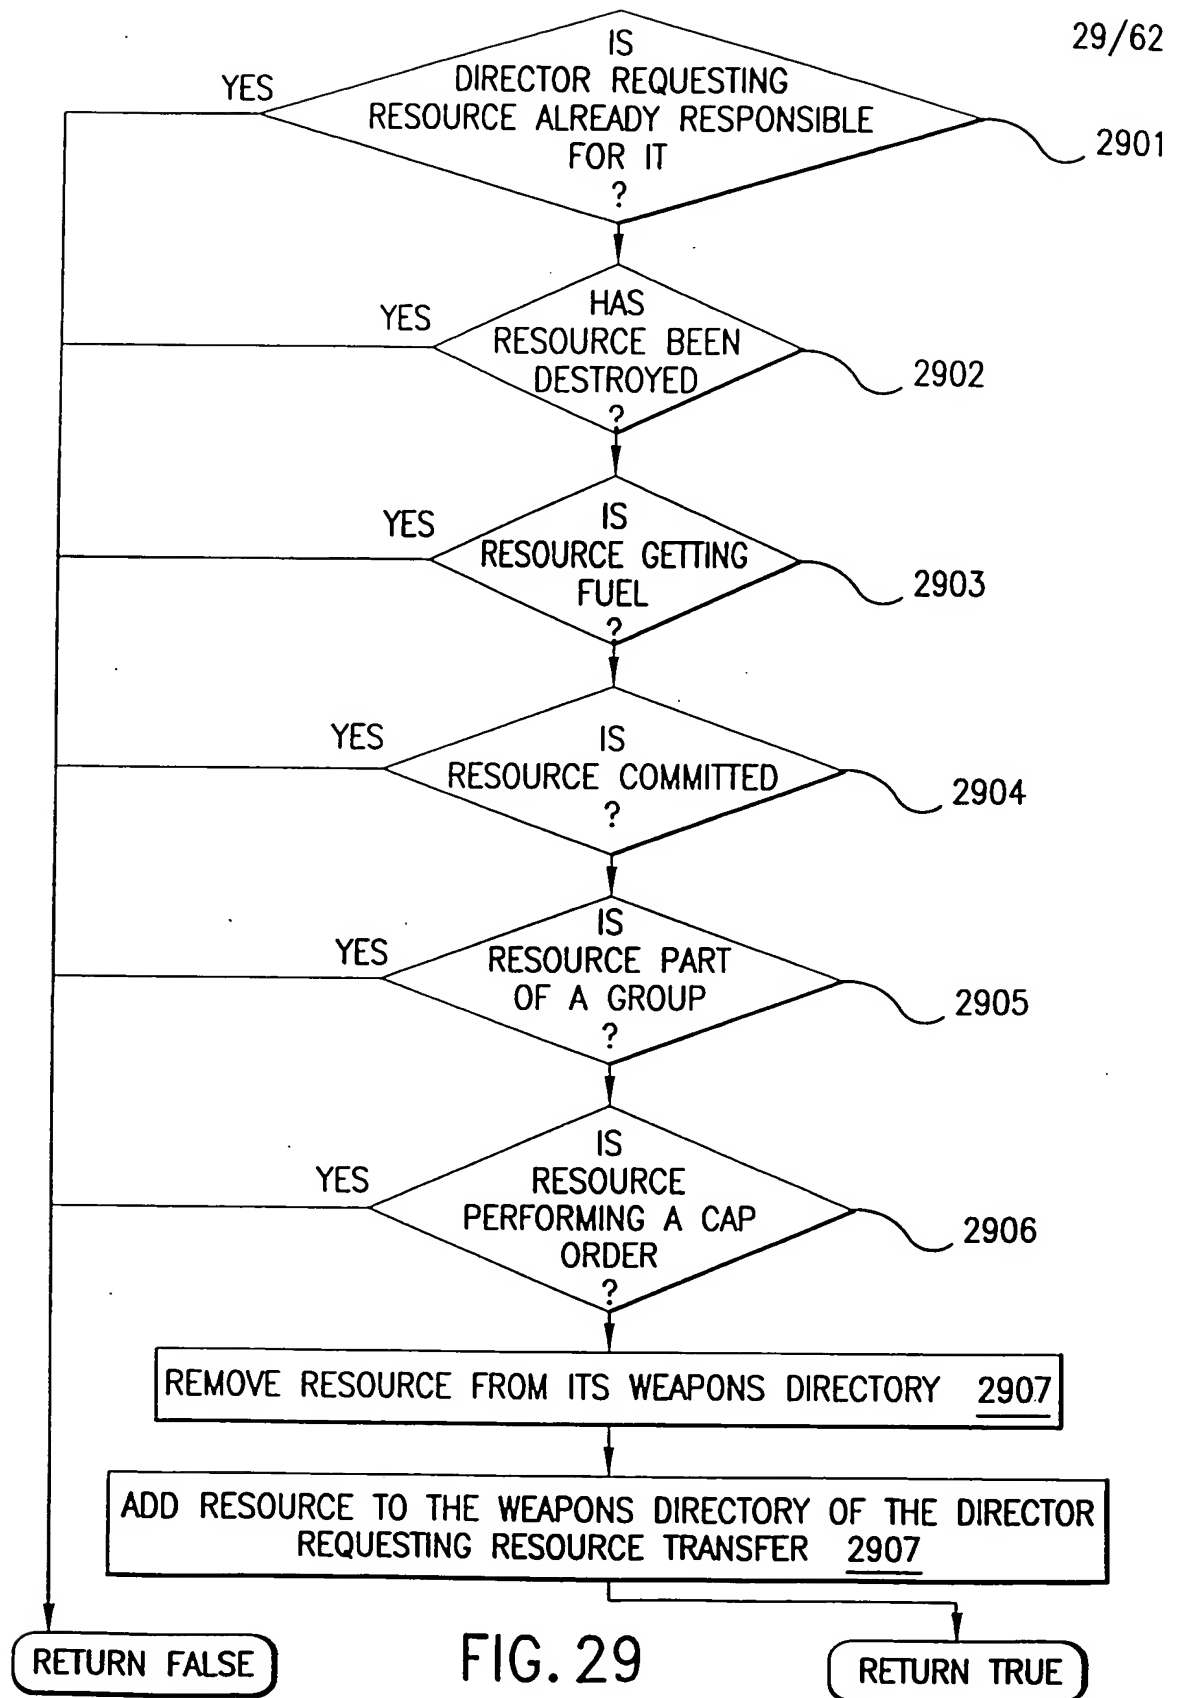 29/62
IS
DIRECTOR REQUESTING
RESOURCE ALREADY RESPONSIBLE
FOR IT
?
YES
2901
HAS
RESOURCE BEEN
DESTROYED
?
YES
2902
IS
RESOURCE GETTING
FUEL
?
YES
2903
IS
RESOURCE COMMITTED
?
YES
2904
IS
RESOURCE PART
OF A GROUP
?
YES
2905
IS
RESOURCE
PERFORMING A CAP
ORDER
?
YES
2906
REMOVE RESOURCE FROM ITS WEAPONS DIRECTORY 2907
ADD RESOURCE TO THE WEAPONS DIRECTORY OF THE DIRECTOR
REQUESTING RESOURCE TRANSFER 2907
RETURN FALSE
FIG. 29
RETURN TRUE